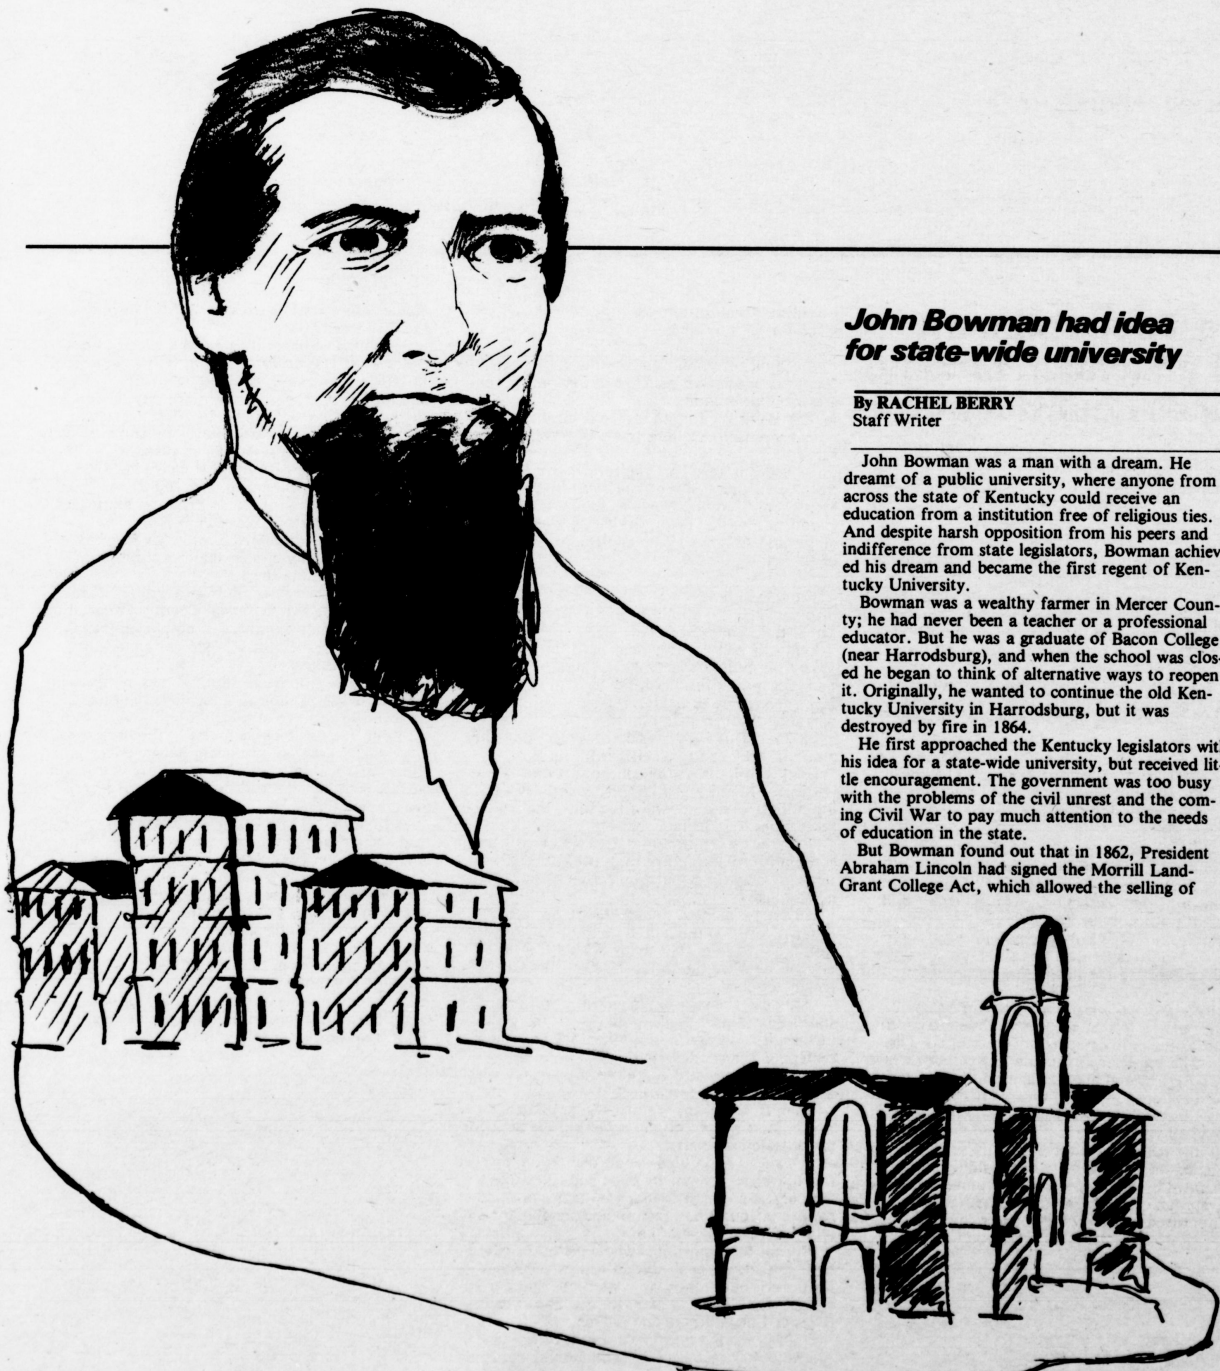 John Bowman had idea
for state-wide university
By RACHEL BERRY
Staff Writer
John Bowman was a man with a dream. He
dreamt of a public university, where anyone from
across the state of Kentucky could receive an
education from a institution free of religious ties.
And despite harsh opposition from his peers and
indifference from state legislators, Bowman achiev
ed his dream and became the first regent of Ken-
tucky University.
Bowman was a wealthy farmer in Mercer Coun-
ty; he had never been a teacher or a professional
educator. But he was a graduate of Bacon College
(near Harrodsburg), and when the school was clos-
ed he began to think of alternative ways to reopen
it. Originally, he wanted to continue the old Ken-
tucky University in Harrodsburg, but it was
destroyed by fire in 1864.
He first approached the Kentucky legislators wit
his idea for a state-wide university, but received lit-
tle encouragement. The government was too busy
with the problems of the civil unrest and the com-
ing Civil War to pay much attention to the needs
of education in the state.
But Bowman found out that in 1862, President
Abraham Lincoln had signed the Morrill Land-
Grant College Act, which allowed the selling of